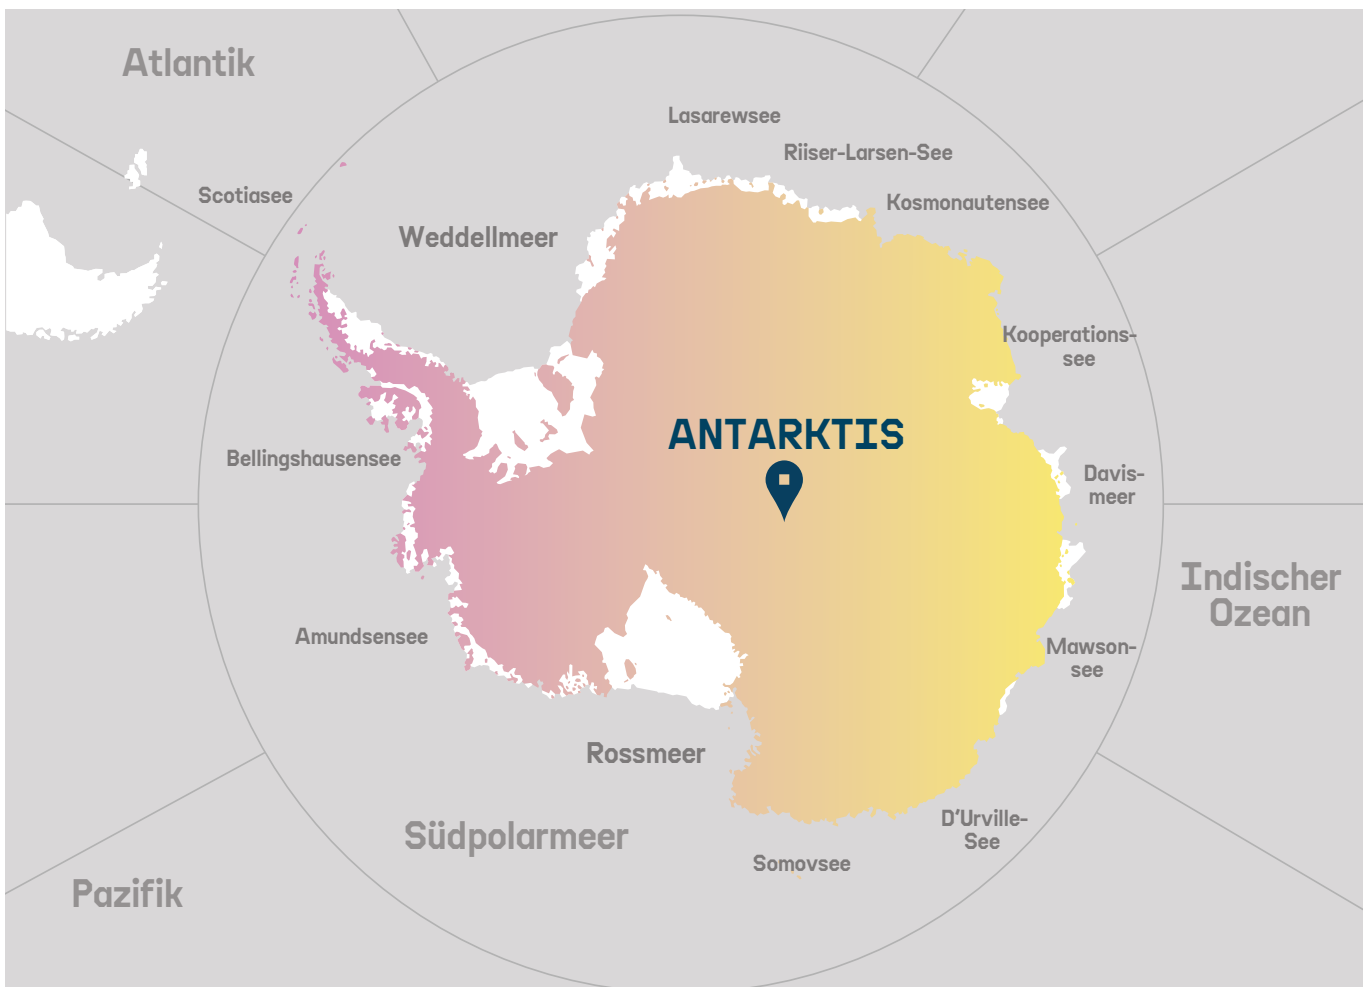 Atlantik
Lasarewsee
Riiser-Larsen-See
Scotiasee
Kosmonautensee
Weddellmeer
Kooperations-
see
ANTARKTIS
Bellingshausensee
Davis-
meer
Indischer
Ozean
Amundsensee
Mawson-
see
Rossmeer
Südpolarmeer
D'Urville-
See
Somovsee
Pazifik